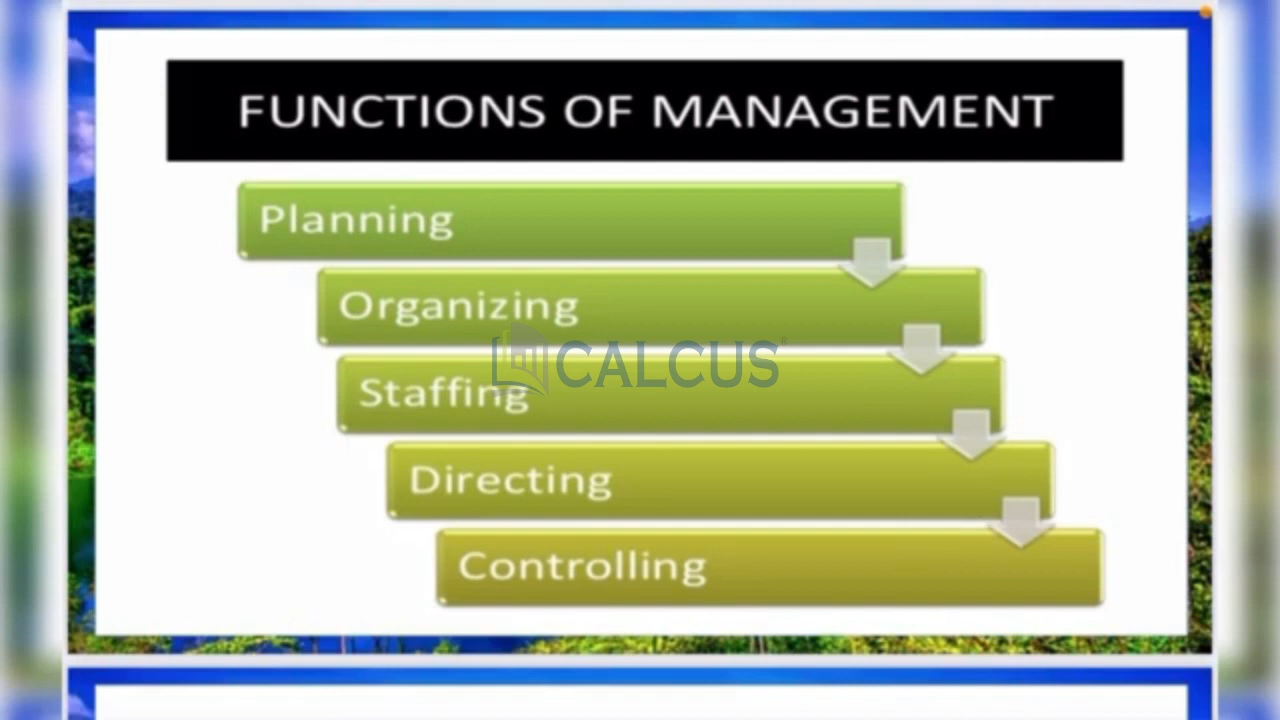 FUNCTIONS OF MANAGEMENT
Planning
Organizing
CALCUS
Staffing
Directing
Controlling